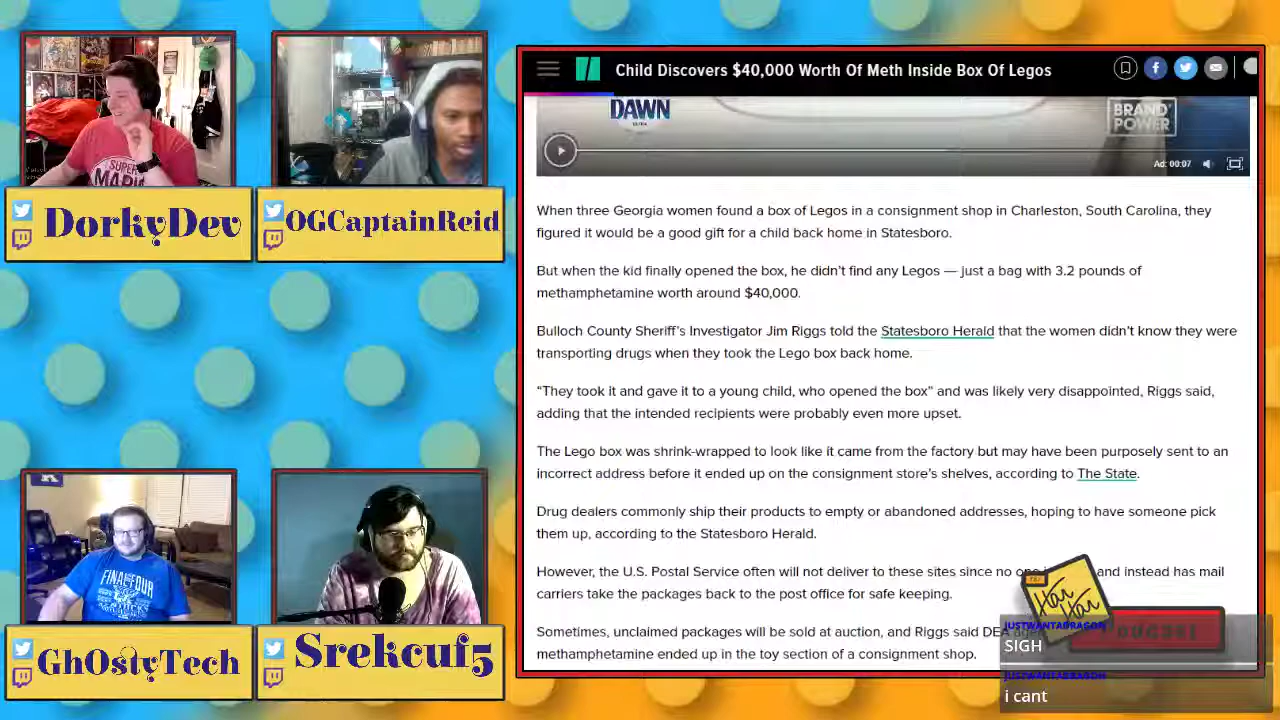 Child Discovers $40,000 Worth Of Meth Inside Box Of Legos
DAWN
ULTRA
BRAND
POWER
Ad: 00:07
SUPER
MARIO
DorkyDev
OGCaptainReid
When three Georgia women found a box of Legos in a consignment shop in Charleston, South Carolina, they
figured it would be a good gift for a child back home in Statesboro.
But when the kid finally opened the box, he didn't find any Legos — just a bag with 3.2 pounds of
methamphetamine worth around $40,000.
Bulloch County Sheriff's Investigator Jim Riggs told the Statesboro Herald that the women didn't know they were
transporting drugs when they took the Lego box back home.
“They took it and gave it to a young child, who opened the box” and was likely very disappointed, Riggs said,
adding that the intended recipients were probably even more upset.
The Lego box was shrink-wrapped to look like it came from the factory but may have been purposely sent to an
incorrect address before it ended up on the consignment store's shelves, according to The State.
Drug dealers commonly ship their products to empty or abandoned addresses, hoping to have someone pick
them up, according to the Statesboro Herald.
However, the U.S. Postal Service often will not deliver to these sites since no and instead has mail
carriers take the packages back to the post office for safe keeping.
Sometimes, unclaimed packages will be sold at auction, and Riggs said DEA
methamphetamine ended up in the toy section of a consignment shop.
FINAL FOUR
GhOstyTech
Srekcuf5
Har
Har
JUSTWANTADRAGON
SIGH
JUSTWANTADRAGON
i cant